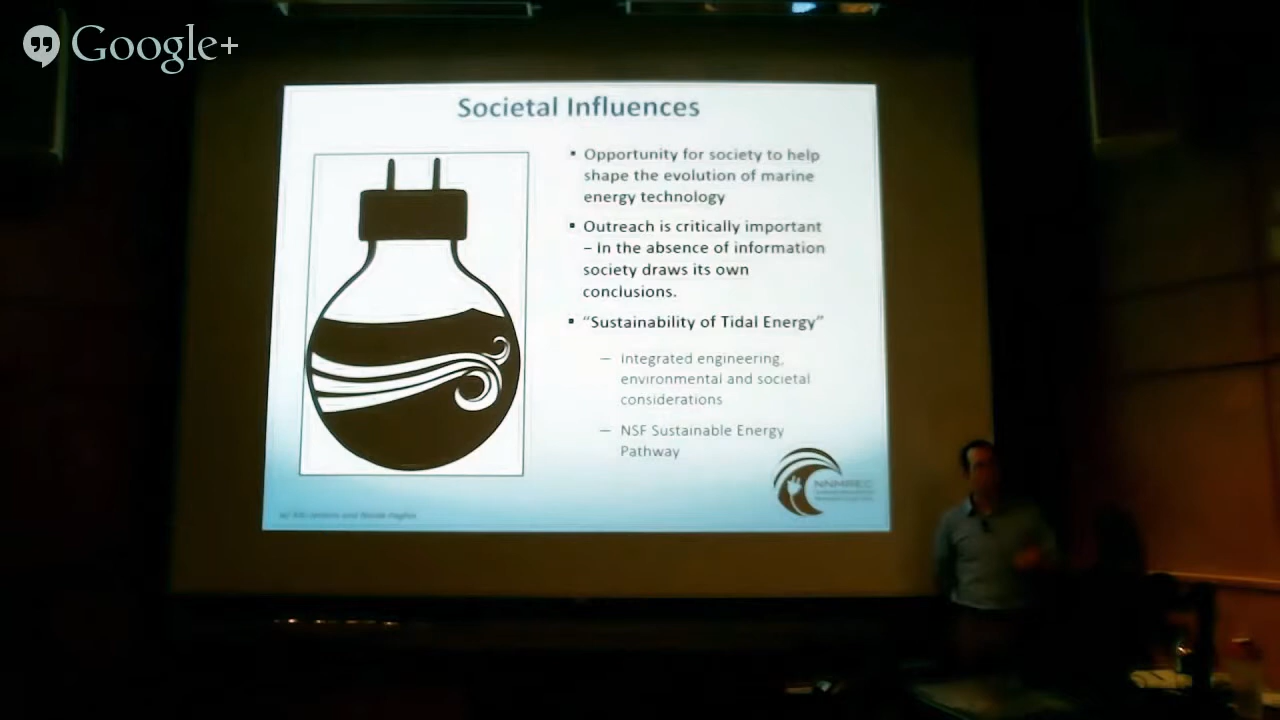 Google+
Societal Influences
▪ Opportunity for society to help
shape the evolution of marine
energy technology
▪ Outreach is critically important
– In the absence of information
society draws its own
conclusions.
▪ “Sustainability of Tidal Energy”
– Integrated engineering,
environmental and societal
considerations
– NSF Sustainable Energy
Pathway
NNMREC